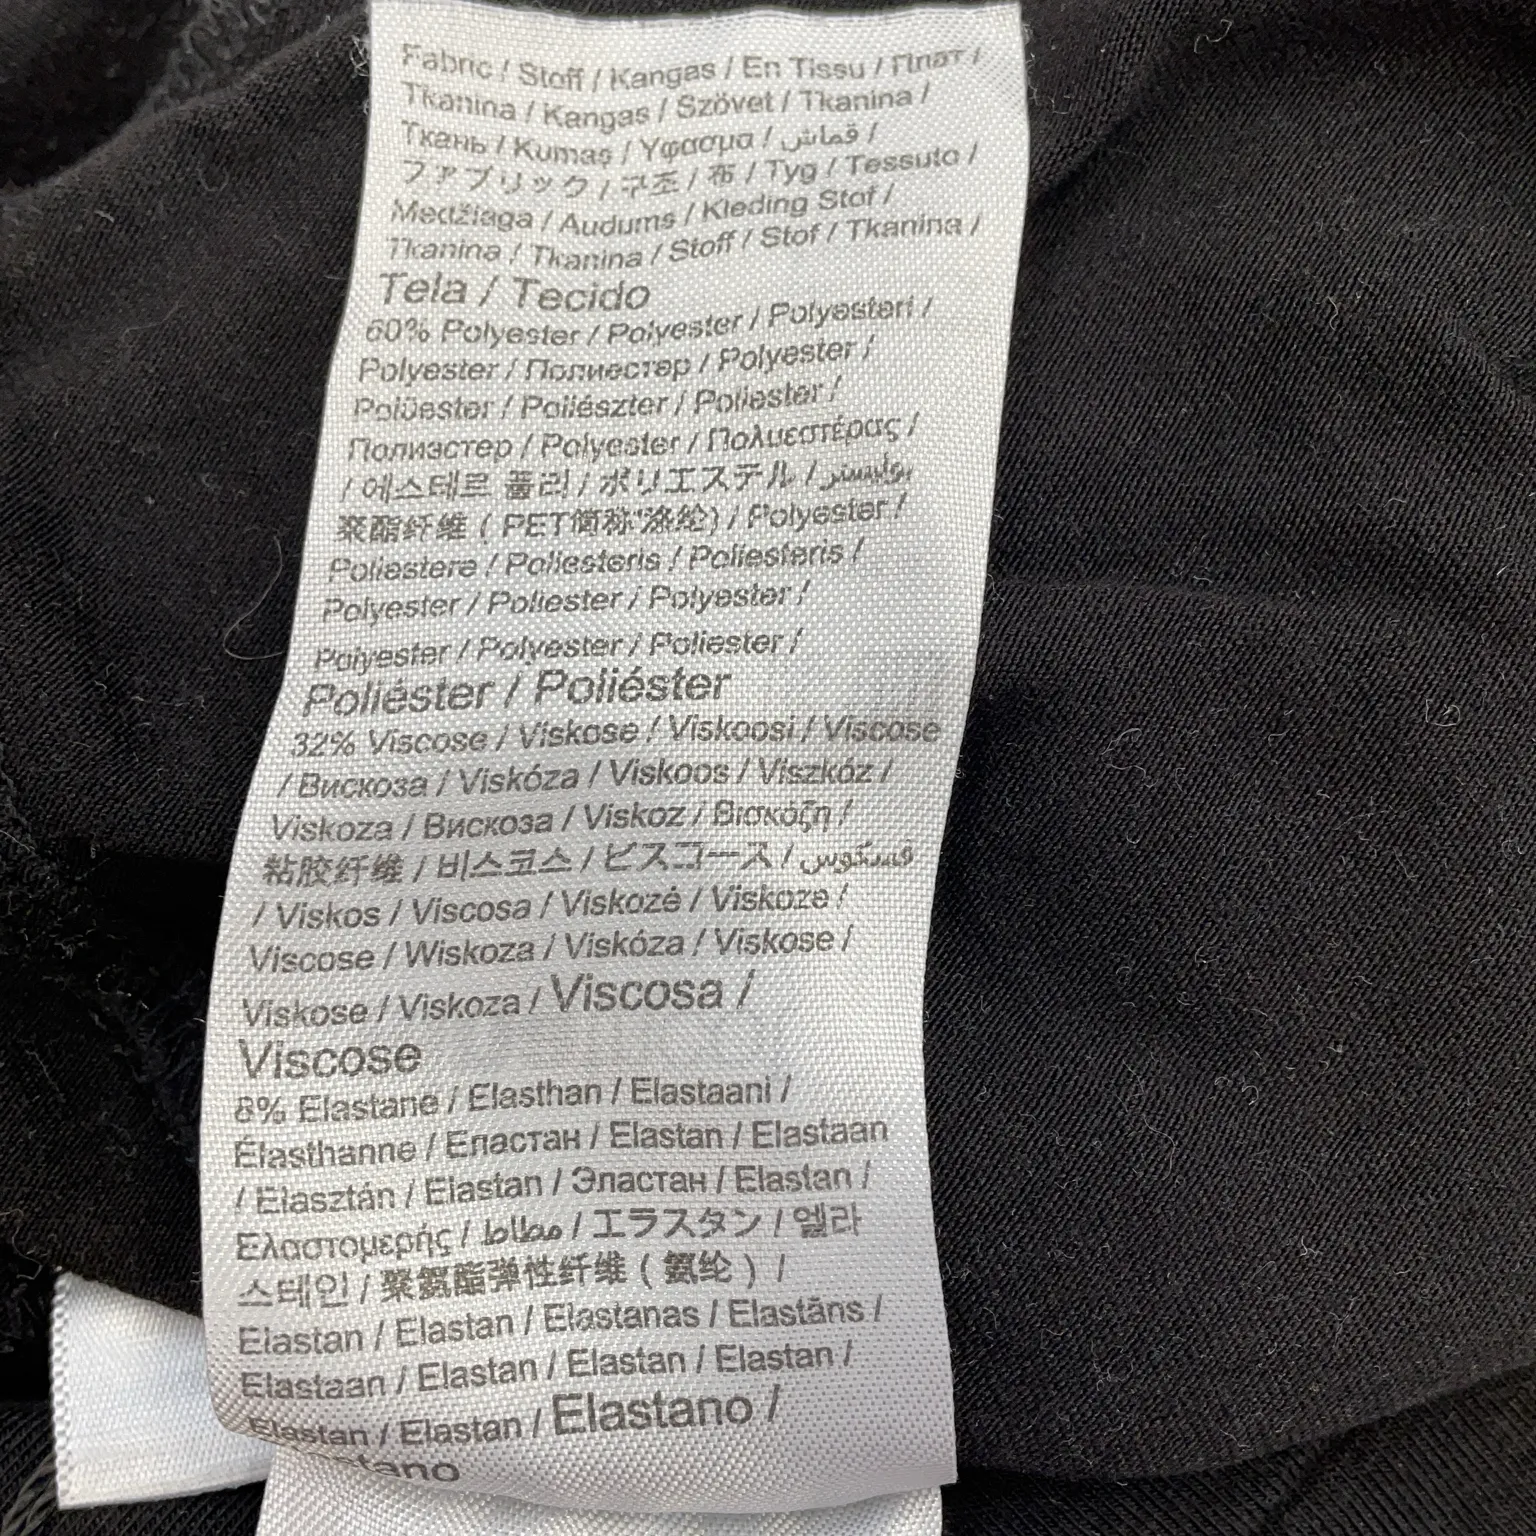 Fabric / Stoff / Kangas / En Tissu / Плат /
Tkanina / Kangas / Szövet / Tkanina /
Ткань / Kumaş / Υφασμα / قماش /
ファブリック / 구조 / 布 / Tyg / Tessuto /
Medžiaga / Audums / Kleding Stof /
Tkanina / Tkanina / Stoff / Stof / Tkanina /
Tela / Tecido
60% Polyester / Polyester / Polyesteri /
Polyester / Полиестер / Polyester /
Polüester / Poliészter / Poliester /
Полиэстер / Polyester / Πολυεστέρας /
/ 에스테르 폴리 / ポリエステル / بوليستر
聚酯纤维 ( PET简称"涤纶) / Polyester /
Poliestere / Poliesteris / Poliesteris /
Polyester / Poliester / Polyester /
Polyester / Polyester / Poliester /
Poliéster / Poliéster
32% Viscose / Viskose / Viskoosi / Viscose
/ Вискоза / Viskóza / Viskoos / Viszkóz /
Viskoza / Вискоза / Viskoz / Βισκόζη /
粘胶纤维 / 비스코스 / ビスコース / فسكوس
/ Viskos / Viscosa / Viskozė / Viskoze /
Viscose / Wiskoza / Viskóza / Viskose /
Viskose / Viskoza / Viscosa /
Viscose
8% Elastane / Elasthan / Elastaani /
Élasthanne / Еластан / Elastan / Elastaan
/ Elasztán / Elastan / Эластан / Elastan /
Ελαστομερής / مطاط / エラスタン / 엘라
스테인 / 聚氨酯弹性纤维 ( 氨纶 ) /
Elastan / Elastan / Elastanas / Elastāns /
Elastaan / Elastan / Elastan / Elastan /
Elastan / Elastan / Elastano /
Elastano